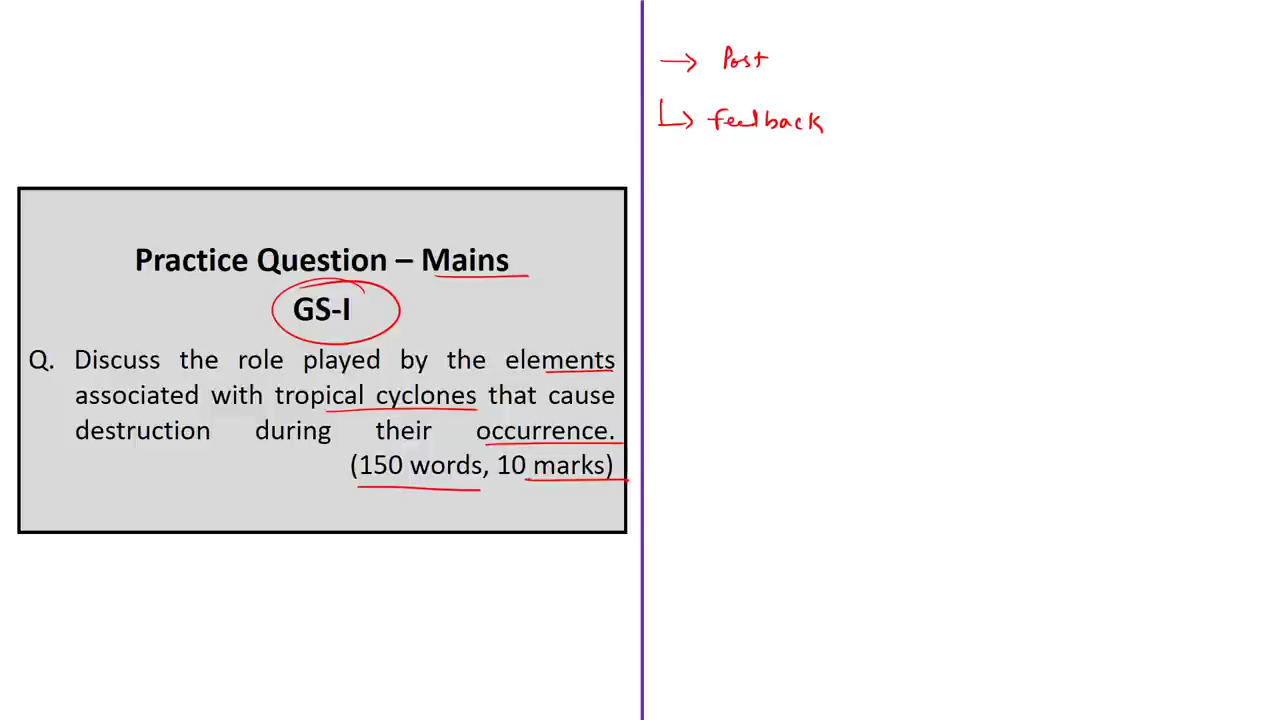 Practice Question – Mains
GS-I
Q. Discuss the role played by the elements
associated with tropical cyclones that cause
destruction during their occurrence.
(150 words, 10 marks)
→ Post
↳ feedback